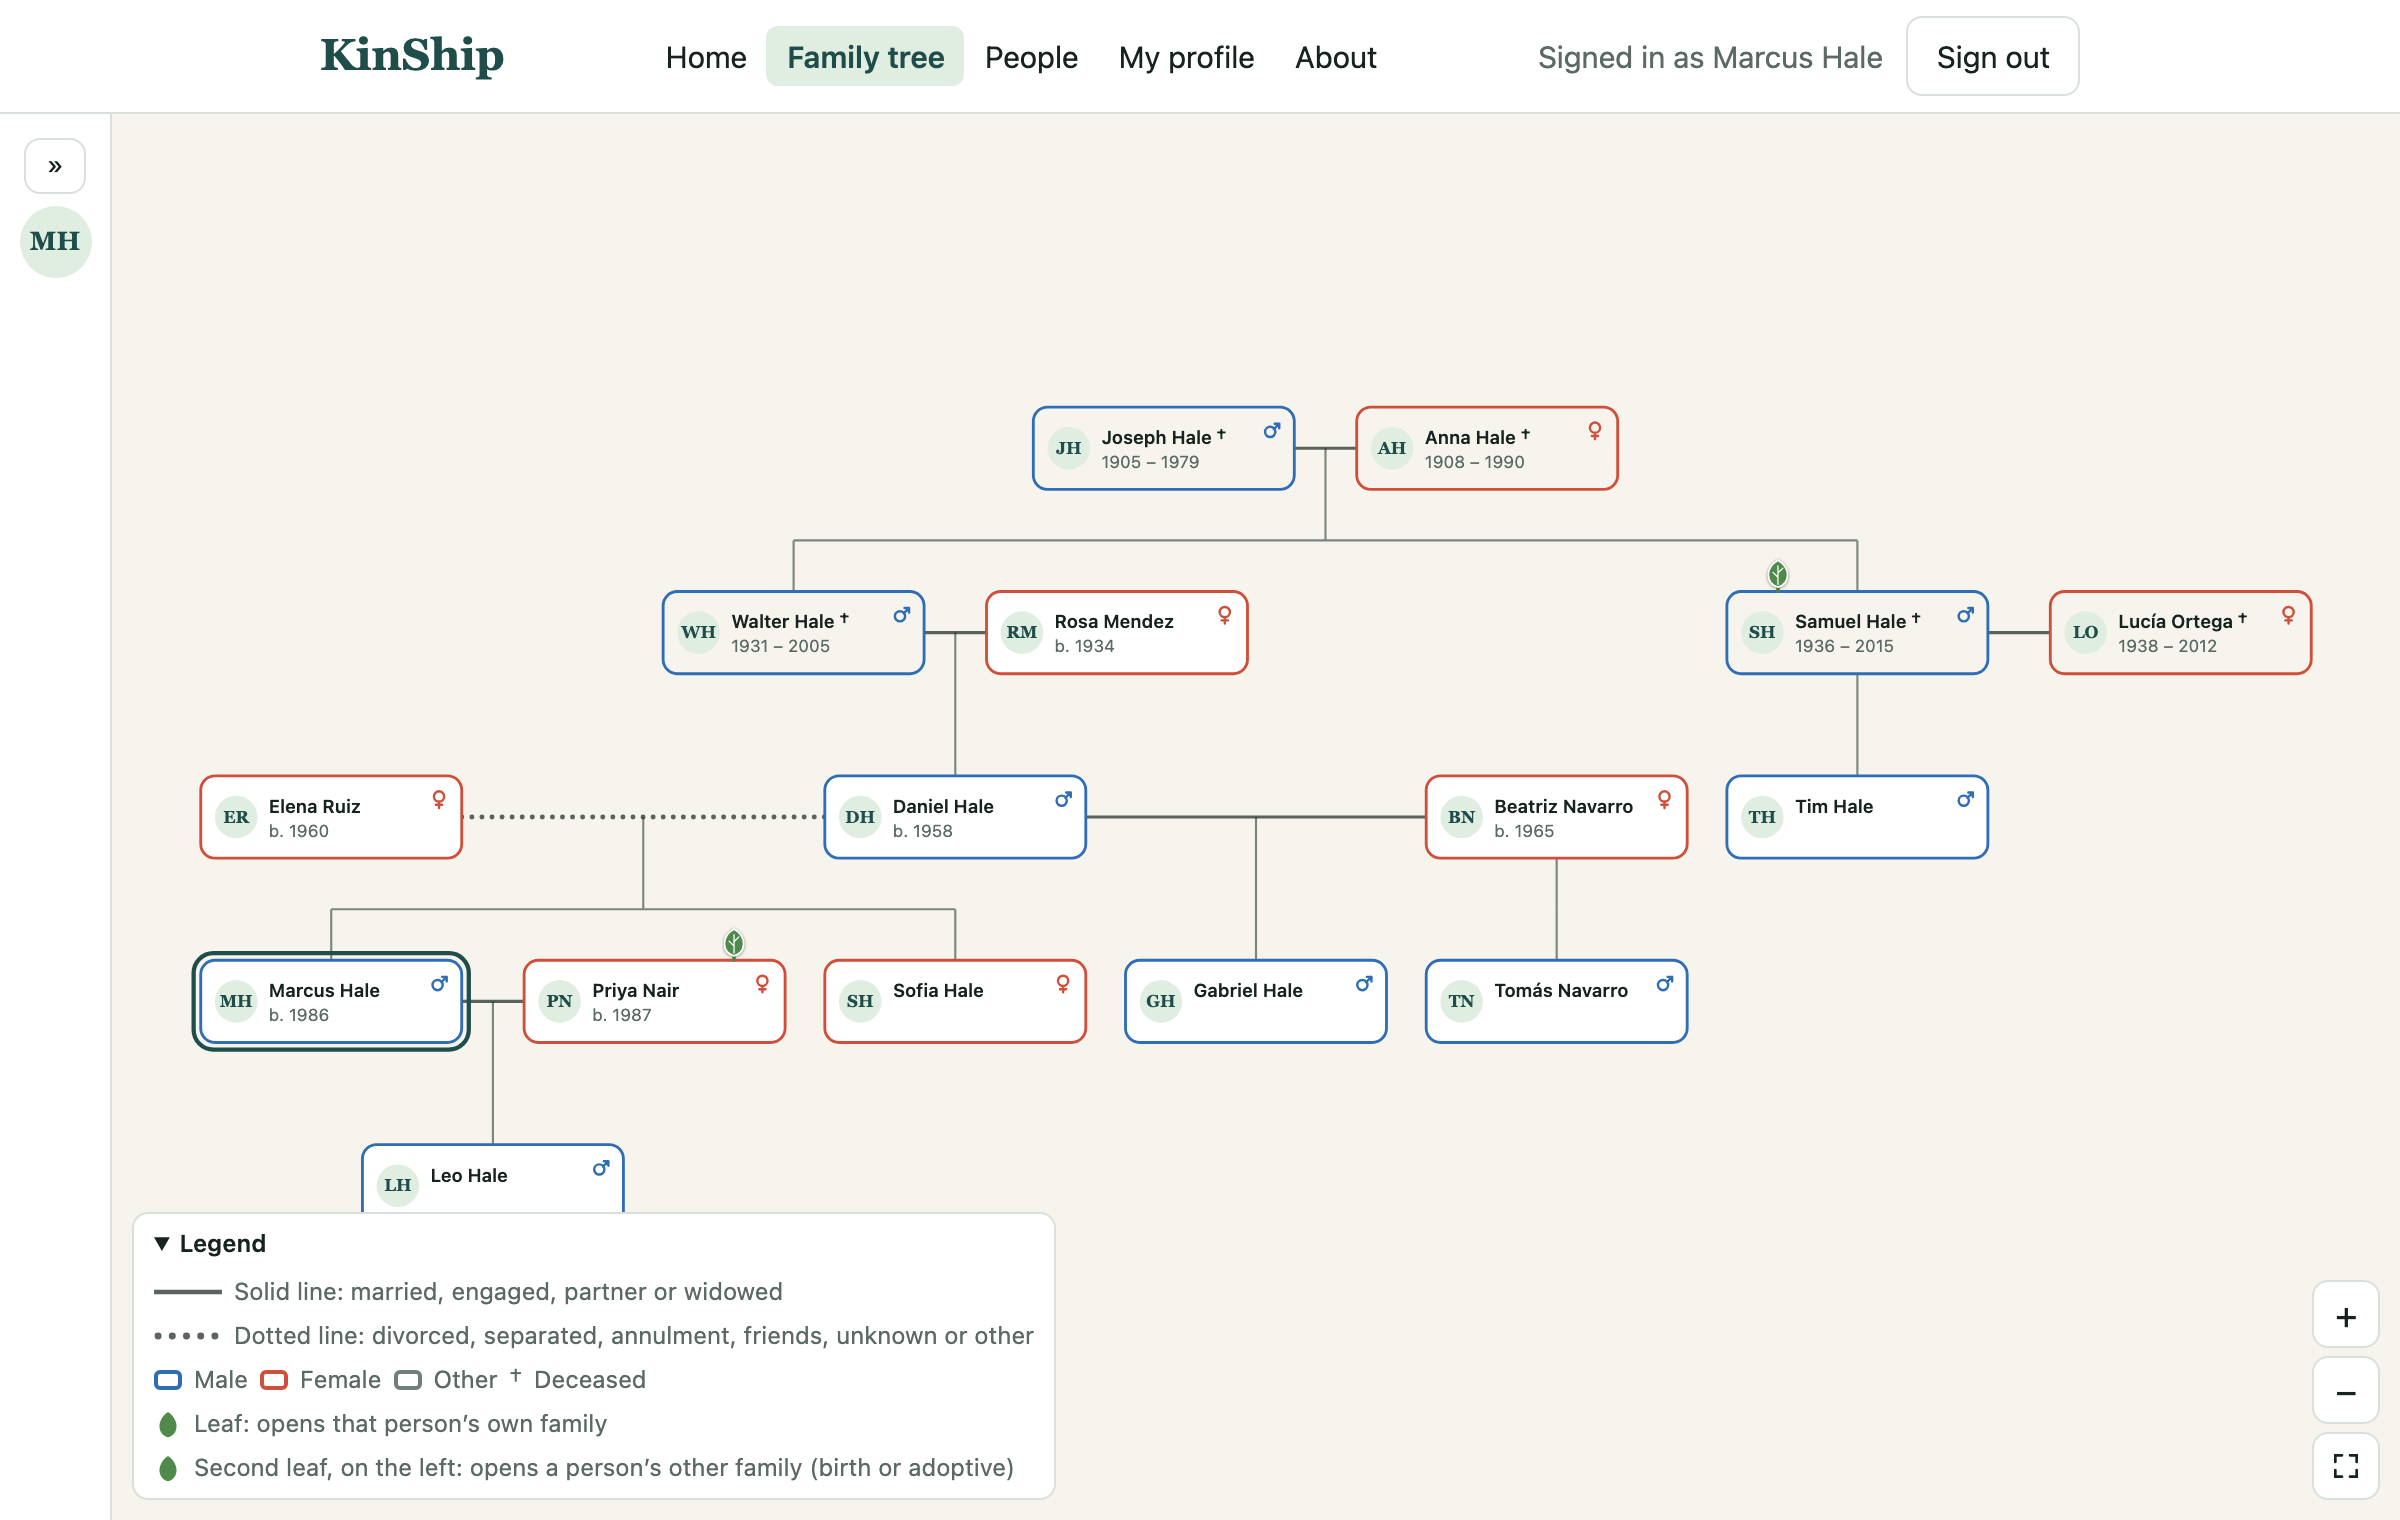 KinShip
Home Family tree People My profile About
Signed in as Marcus Hale Sign out
»
MH
JH Joseph Hale † ♂
1905 – 1979
AH Anna Hale † ♀
1908 – 1990
WH Walter Hale † ♂
1931 – 2005
RM Rosa Mendez ♀
b. 1934
SH Samuel Hale † ♂
1936 – 2015
LO Lucía Ortega † ♀
1938 – 2012
ER Elena Ruiz ♀
b. 1960
DH Daniel Hale ♂
b. 1958
BN Beatriz Navarro ♀
b. 1965
TH Tim Hale ♂
MH Marcus Hale ♂
b. 1986
PN Priya Nair ♀
b. 1987
SH Sofia Hale ♀
GH Gabriel Hale ♂
TN Tomás Navarro ♂
LH Leo Hale ♂
▼ Legend
Solid line: married, engaged, partner or widowed
Dotted line: divorced, separated, annulment, friends, unknown or other
Male Female Other † Deceased
Leaf: opens that person’s own family
Second leaf, on the left: opens a person’s other family (birth or adoptive)
+
−